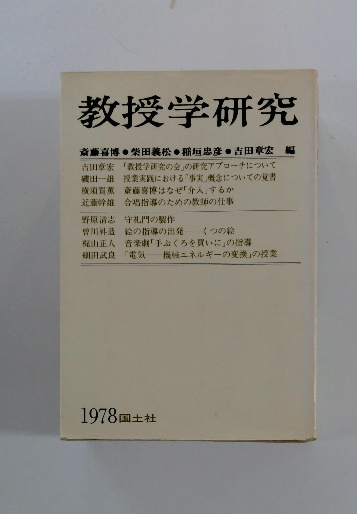 教授学研究
斎藤喜博●柴田義松●稲垣忠彦●吉田章宏 編
吉田章宏 「教授学研究の会」の研究アプローチについて
磯田一雄 授業実践における「事実」概念についての覚書
横須賀薫 斎藤喜博はなぜ「介入」するか
近藤幹雄 合唱指導のための教師の仕事
野原清志 守礼門の製作
曽川昇造 絵の指導の出発――くつの絵
梶山正人 音楽劇「手ぶくろを買いに」の指導
細田武良 「電気――機械エネルギーの変換」の授業
1978国土社